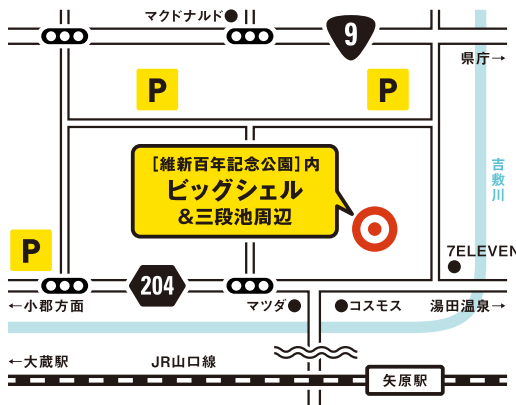 マクドナルド
9
県庁→
P
P
[維新百年記念公園]内
ビッグシェル
&三段池周辺
吉敷川
P
7ELEVEN
204
←小郡方面
マツダ
コスモス
湯田温泉→
←大蔵駅
JR山口線
矢原駅